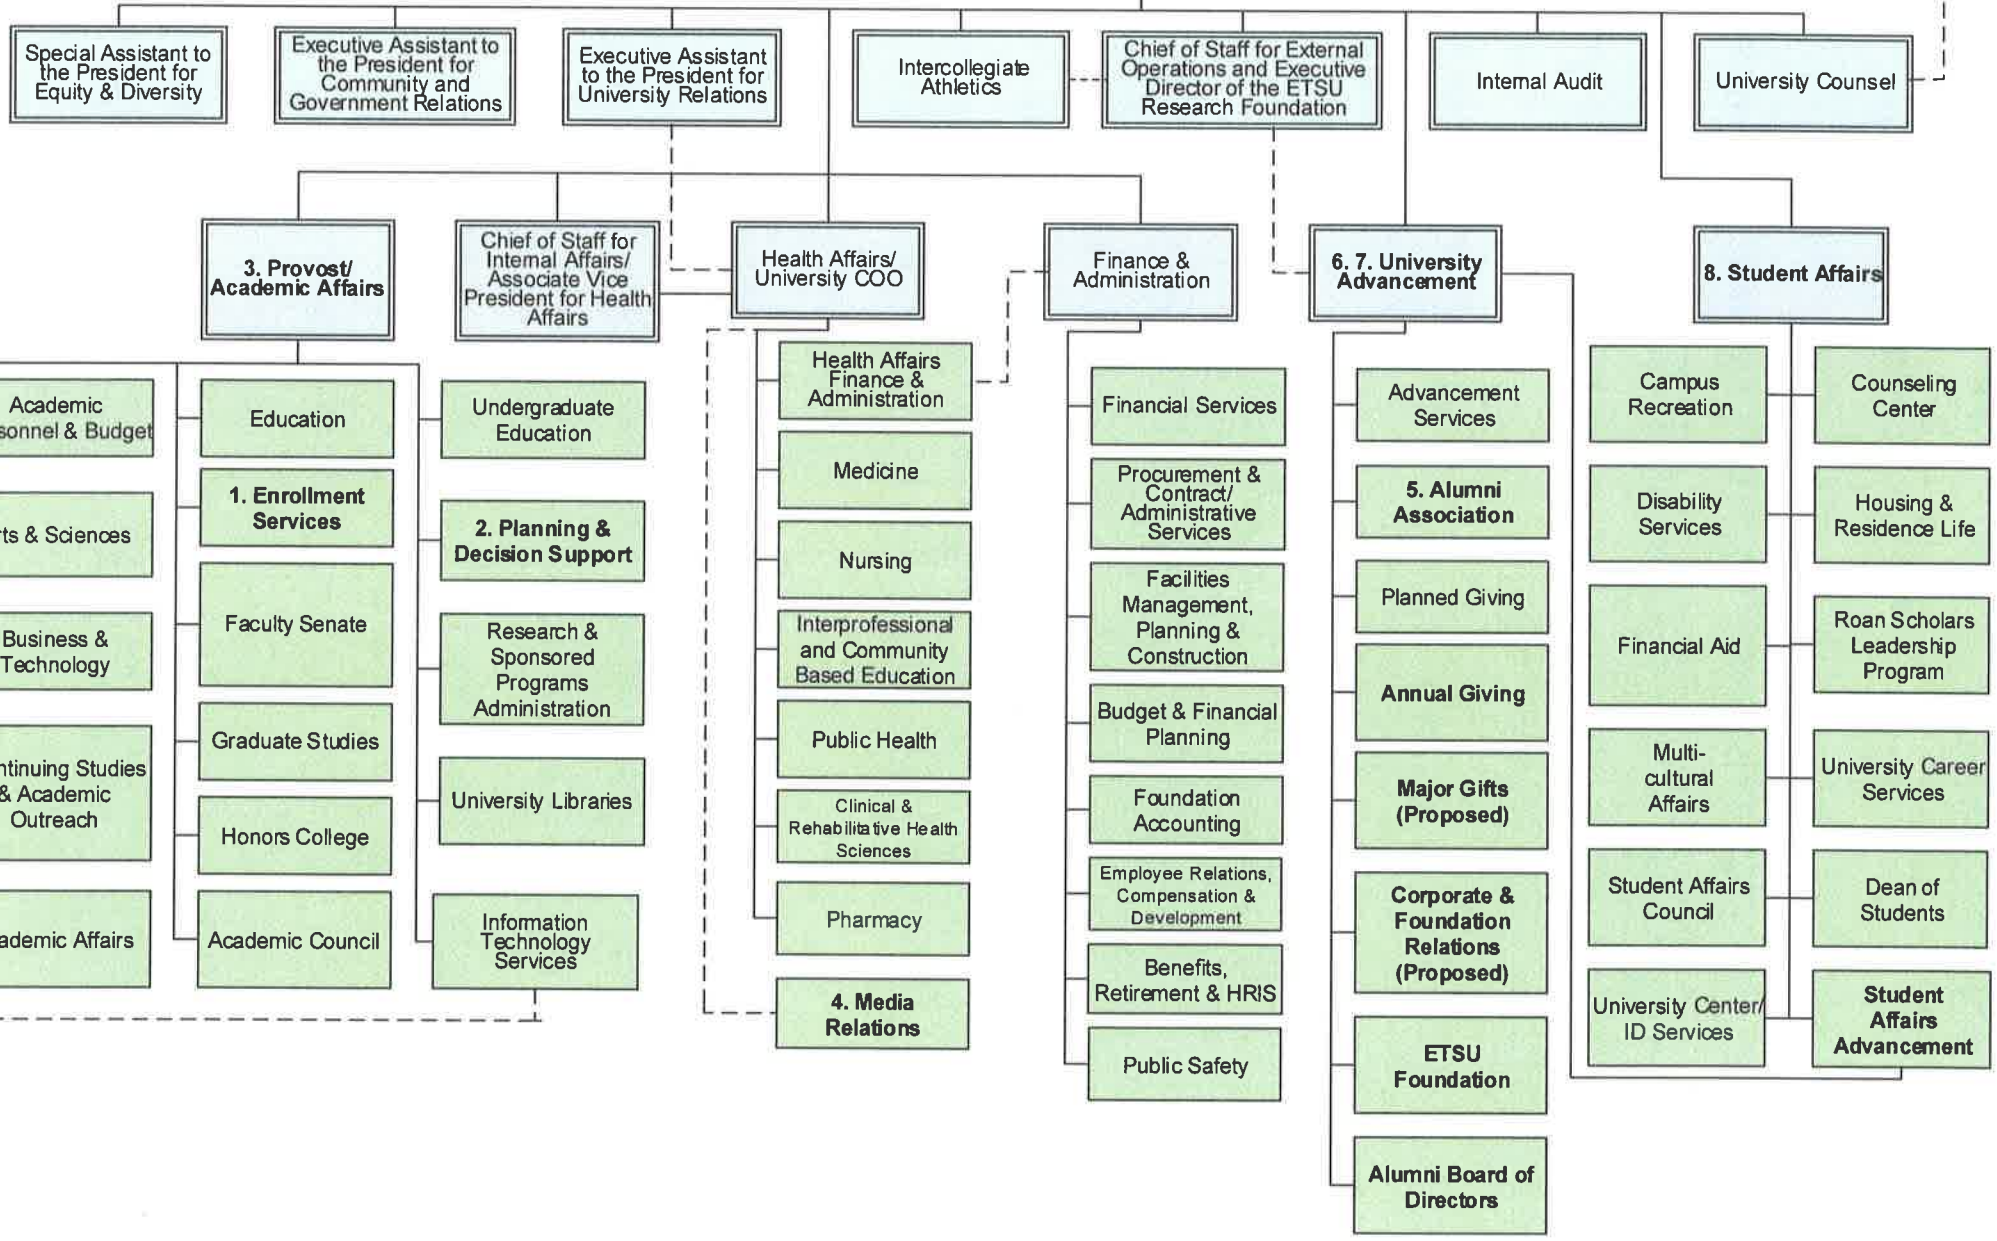 Special Assistant to
the President for
Equity & Diversity
Executive Assistant to
the President for
Community and
Government Relations
Executive Assistant
to the President for
University Relations
Intercollegiate
Athletics
Chief of Staff for External
Operations and Executive
Director of the ETSU
Research Foundation
Internal Audit
University Counsel
3. Provost/
Academic Affairs
Chief of Staff for
Internal Affairs/
Associate Vice
President for Health
Affairs
Health Affairs/
University COO
Finance &
Administration
6. 7. University
Advancement
8. Student Affairs
Academic
sonnel & Budget
rts & Sciences
Business &
Technology
ntinuing Studies
& Academic
Outreach
ademic Affairs
Education
1. Enrollment
Services
Faculty Senate
Graduate Studies
Honors College
Academic Council
Undergraduate
Education
2. Planning &
Decision Support
Research &
Sponsored
Programs
Administration
University Libraries
Information
Technology
Services
Health Affairs
Finance &
Administration
Medicine
Nursing
Interprofessional
and Community
Based Education
Public Health
Clinical &
Rehabilitative Health
Sciences
Pharmacy
4. Media
Relations
Financial Services
Procurement &
Contract/
Administrative
Services
Facilities
Management,
Planning &
Construction
Budget & Financial
Planning
Foundation
Accounting
Employee Relations,
Compensation &
Development
Benefits,
Retirement & HRIS
Public Safety
Advancement
Services
5. Alumni
Association
Planned Giving
Annual Giving
Major Gifts
(Proposed)
Corporate &
Foundation
Relations
(Proposed)
ETSU
Foundation
Alumni Board of
Directors
Campus
Recreation
Disability
Services
Financial Aid
Multi-
cultural
Affairs
Student Affairs
Council
University Center/
ID Services
Counseling
Center
Housing &
Residence Life
Roan Scholars
Leadership
Program
University Career
Services
Dean of
Students
Student
Affairs
Advancement